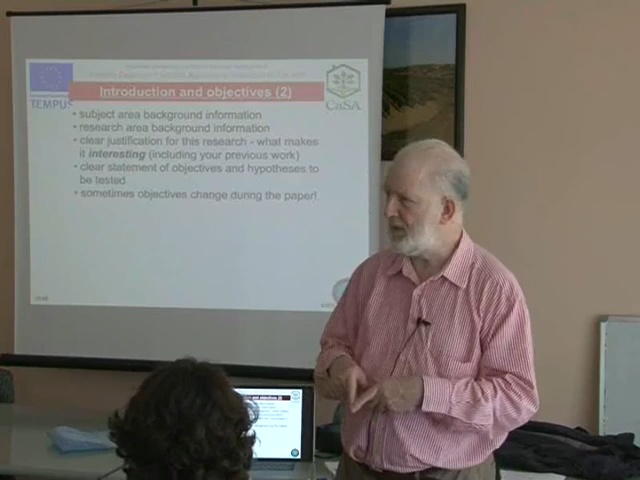 Introduction and objectives (2)
TEMPUS
CaSA
• subject area background information
• research area background information
• clear justification for this research - what makes
it interesting (including your previous work)
• clear statement of objectives and hypotheses to
be tested
• sometimes objectives change during the paper!